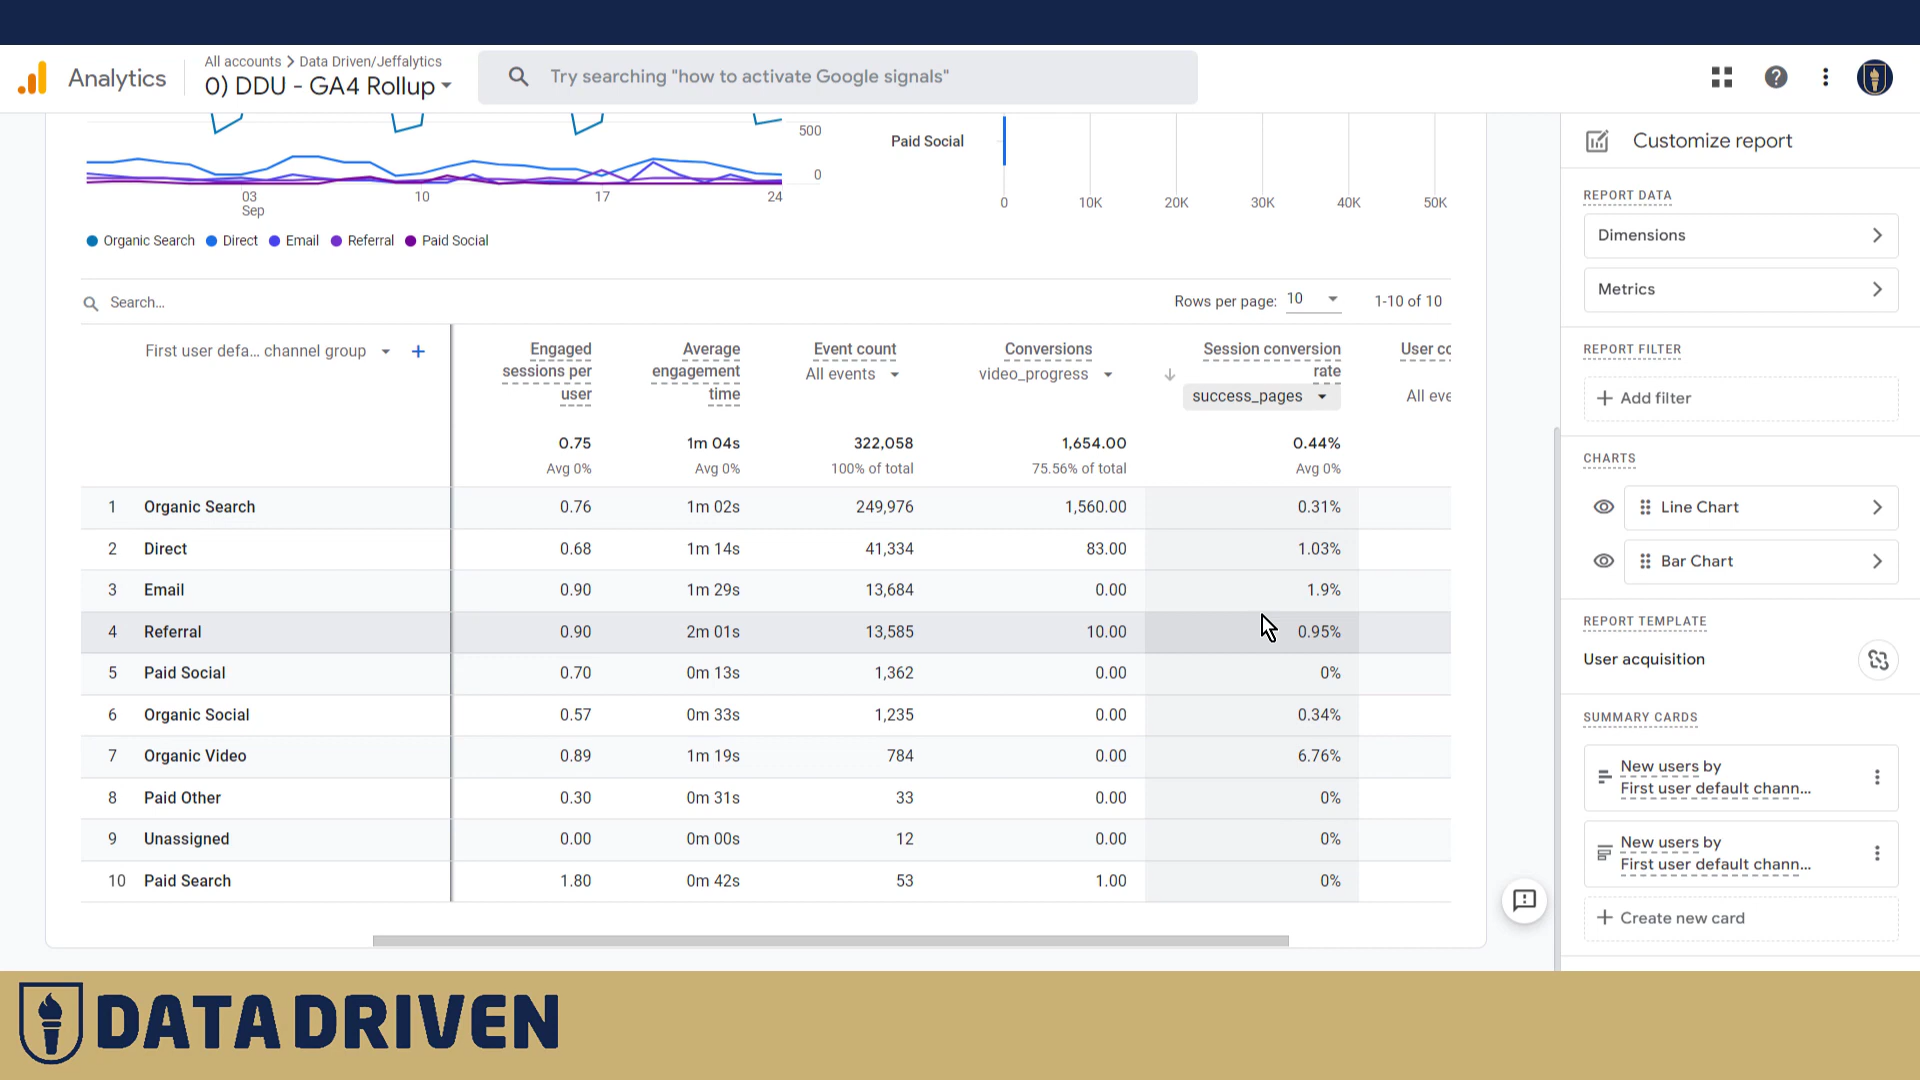 Analytics
All accounts > Data Driven/Jeffalytics
0) DDU - GA4 Rollup
Try searching "how to activate Google signals"
500
0
03
Sep
10
17
24
Organic Search
Direct
Email
Referral
Paid Social
Paid Social
0
10K
20K
30K
40K
50K
Search...
Rows per page: 10
1-10 of 10
First user defa... channel group
Engaged sessions per user
Average engagement time
Event count
All events
Conversions
video_progress
Session conversion rate
success_pages
User co
All eve
0.75 1m 04s 322,058 1,654.00 0.44%
Avg 0% Avg 0% 100% of total 75.56% of total Avg 0%
1 Organic Search 0.76 1m 02s 249,976 1,560.00 0.31%
2 Direct 0.68 1m 14s 41,334 83.00 1.03%
3 Email 0.90 1m 29s 13,684 0.00 1.9%
4 Referral 0.90 2m 01s 13,585 10.00 0.95%
5 Paid Social 0.70 0m 13s 1,362 0.00 0%
6 Organic Social 0.57 0m 33s 1,235 0.00 0.34%
7 Organic Video 0.89 1m 19s 784 0.00 6.76%
8 Paid Other 0.30 0m 31s 33 0.00 0%
9 Unassigned 0.00 0m 00s 12 0.00 0%
10 Paid Search 1.80 0m 42s 53 1.00 0%
Customize report
REPORT DATA
Dimensions
Metrics
REPORT FILTER
+ Add filter
CHARTS
Line Chart
Bar Chart
REPORT TEMPLATE
User acquisition
SUMMARY CARDS
New users by
First user default chann...
New users by
First user default chann...
+ Create new card
DATA DRIVEN